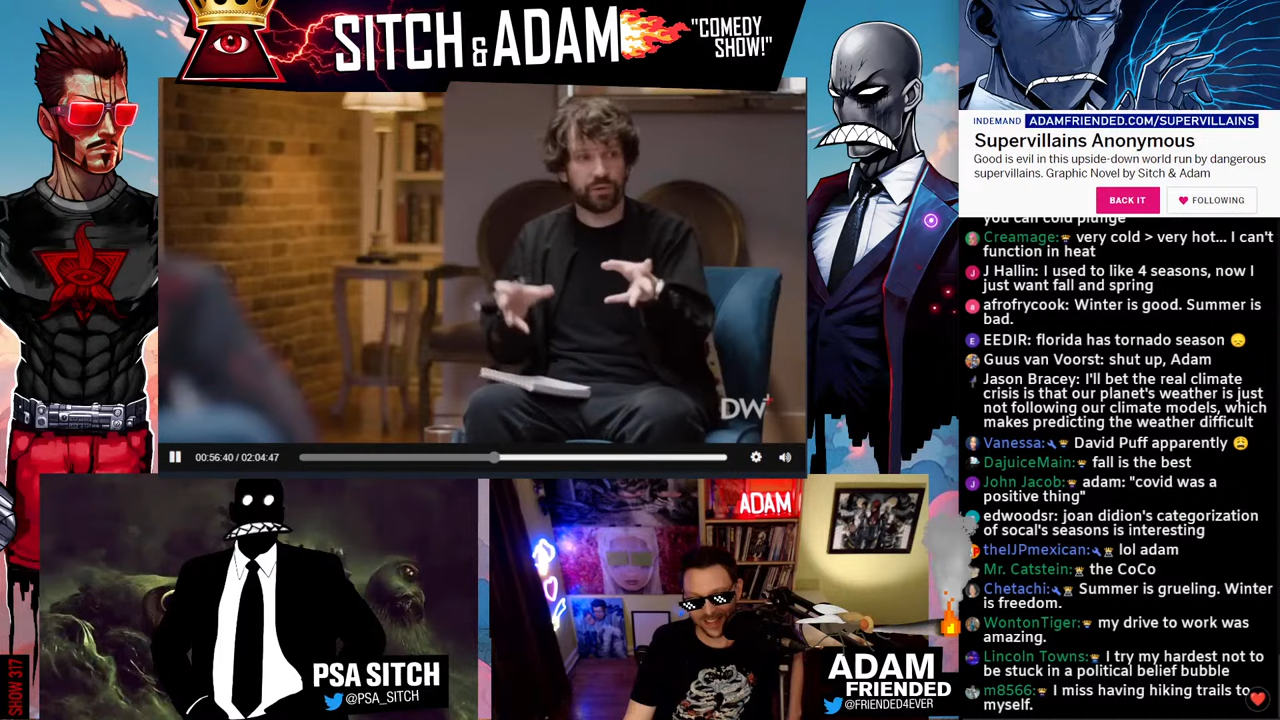 SITCH & ADAM
"COMEDY
SHOW!"
DW+
00:56:40 / 02:04:47
INDEMAND ADAMFRIENDED.COM/SUPERVILLAINS
Supervillains Anonymous
Good is evil in this upside-down world run by dangerous
supervillains. Graphic Novel by Sitch & Adam
BACK IT
FOLLOWING
you can cold plunge
Creamage: very cold > very hot... I can't
function in heat
J Hallin: I used to like 4 seasons, now I
just want fall and spring
afrofrycook: Winter is good. Summer is
bad.
EEDIR: florida has tornado season 😞
Guus van Voorst: shut up, Adam
Jason Bracey: I'll bet the real climate
crisis is that our planet's weather is just
not following our climate models, which
makes predicting the weather difficult
Vanessa: David Puff apparently 😩
DajuiceMain: fall is the best
John Jacob: adam: "covid was a
positive thing"
edwoodsr: joan didion's categorization
of socal's seasons is interesting
theIJPmexican: lol adam
Mr. Catstein: the CoCo
Chetachi: Summer is grueling. Winter
is freedom.
WontonTiger: my drive to work was
amazing.
Lincoln Towns: I try my hardest not to
be stuck in a political belief bubble
m8566: I miss having hiking trails to
myself.
SHOW 317
PSA SITCH
@PSA_SITCH
ADAM
ADAM
FRIENDED
@FRIENDED4EVER